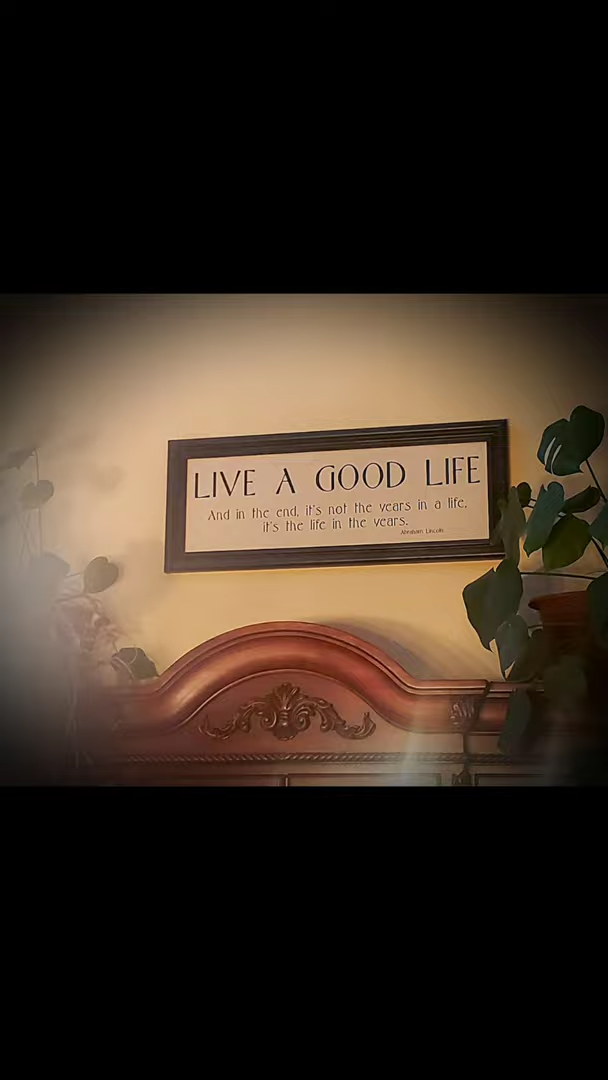 LIVE A GOOD LIFE
And in the end, it's not the years in a life,
it's the life in the years.
Abraham Lincoln